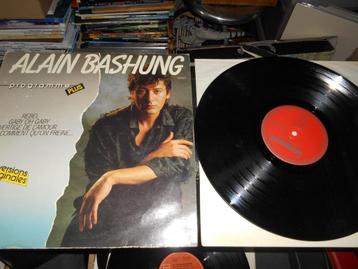 ALAIN BASHUNG
programme
PLUS
REBEL
GABY OH GABY
VERTIGE DE L'AMOUR
COMMENT QU'ON FREINE...
versions
originales